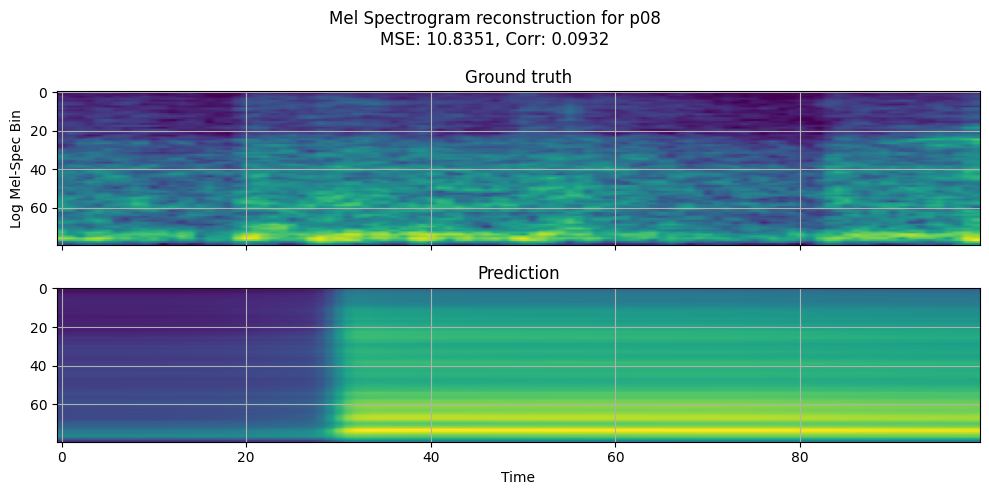 Mel Spectrogram reconstruction for p08
MSE: 10.8351, Corr: 0.0932
Ground truth
Log Mel-Spec Bin
0
20
40
60
Prediction
0
20
40
60
0 20 40 60 80
Time